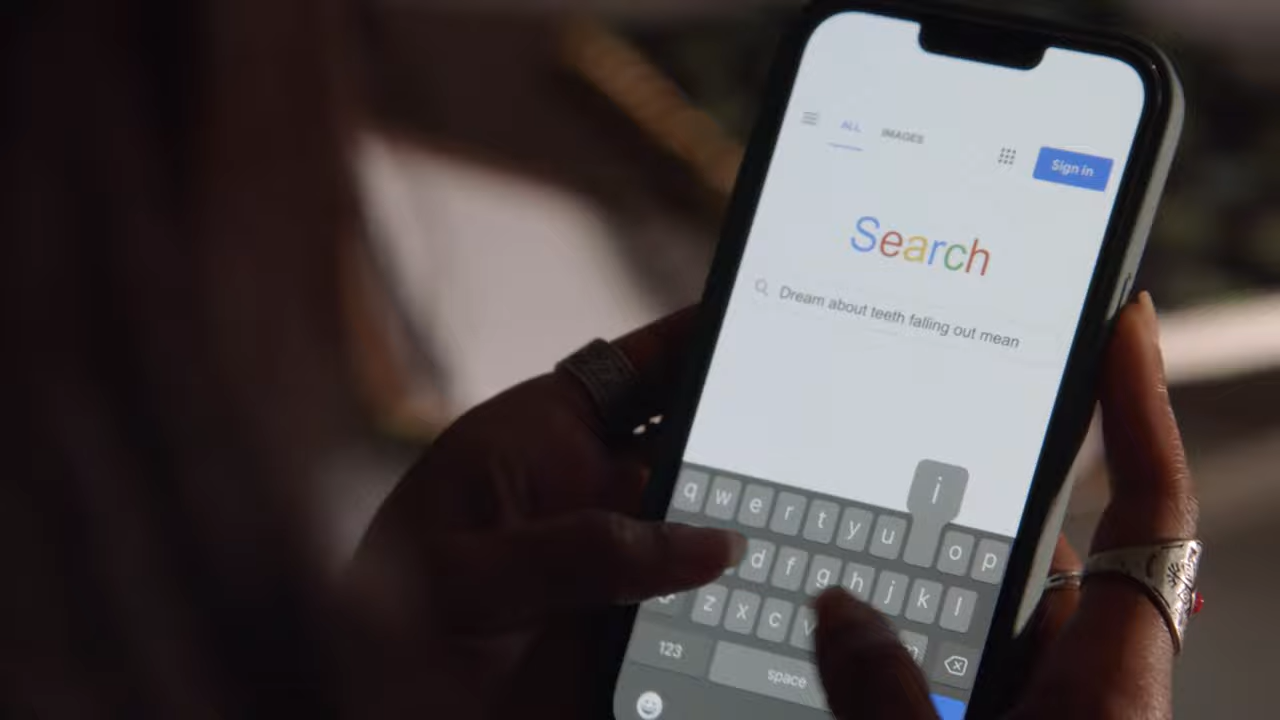 ALL IMAGES
Sign in
Search
Dream about teeth falling out mean
i
q w e r t y u o p
d f g h j k l
z x c v m
123 space